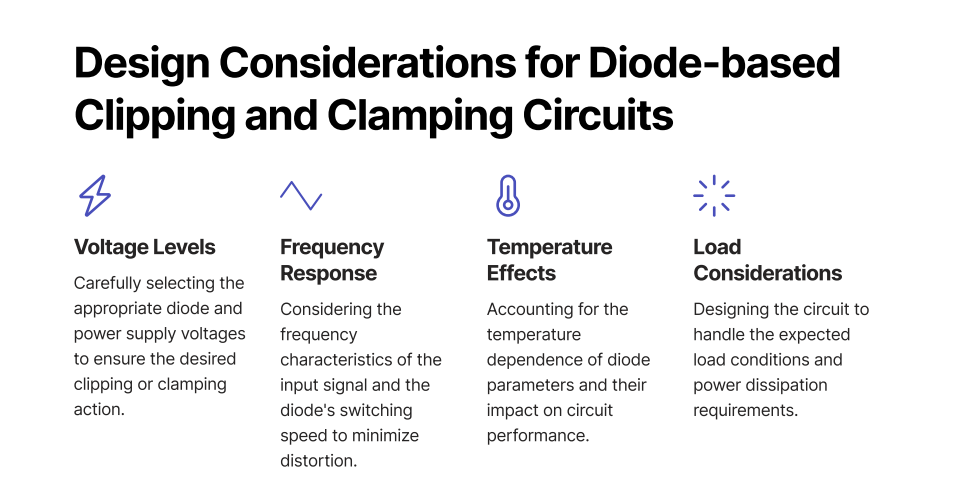 Design Considerations for Diode-based
Clipping and Clamping Circuits
Voltage Levels
Carefully selecting the
appropriate diode and
power supply voltages
to ensure the desired
clipping or clamping
action.
Frequency
Response
Considering the
frequency
characteristics of the
input signal and the
diode's switching
speed to minimize
distortion.
Temperature
Effects
Accounting for the
temperature
dependence of diode
parameters and their
impact on circuit
performance.
Load
Considerations
Designing the circuit to
handle the expected
load conditions and
power dissipation
requirements.